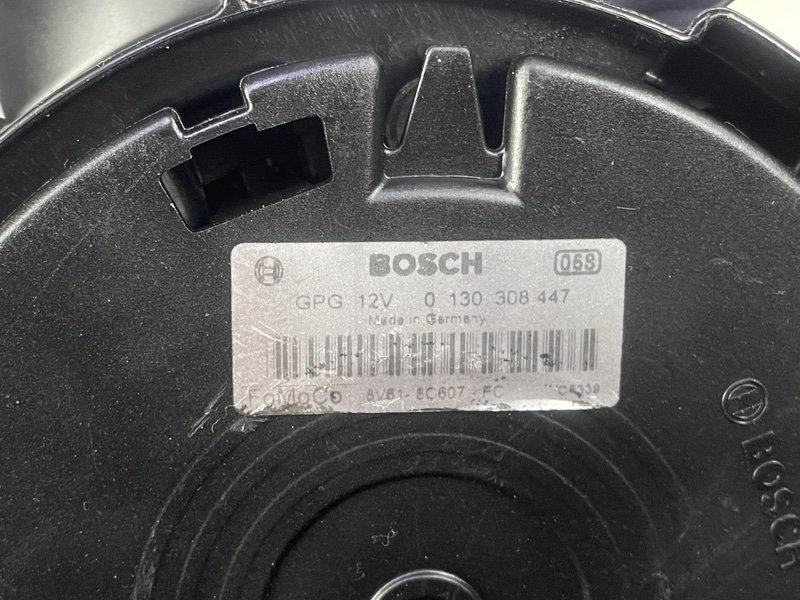 BOSCH 068
GPG 12V 0 130 308 447
Made in Germany
FoMoCo 8V61-8C607-FC
BOSCH